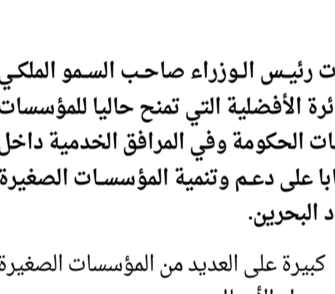 ت رئيس الوزراء صاحب السمو الملكي
ئرة الأفضلية التي تمنح حاليا للمؤسسات
ات الحكومة وفي المرافق الخدمية داخل
ابا على دعم وتنمية المؤسسات الصغيرة
د البحرين.
كبيرة على العديد من المؤسسات الصغيرة